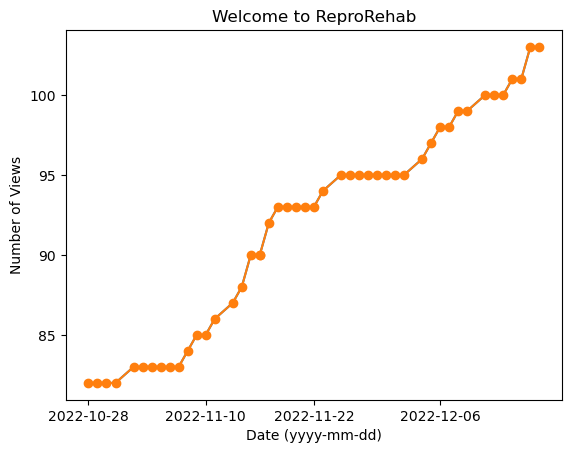 Welcome to ReproRehab
Number of Views
100
95
90
85
2022-10-28
2022-11-10
2022-11-22
2022-12-06
Date (yyyy-mm-dd)